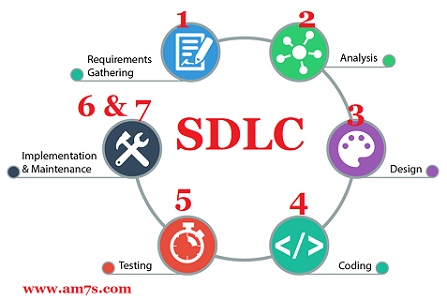 1
2
Requirements
Gathering
Analysis
6 & 7
SDLC
3
Implementation
& Maintenance
Design
5
4
</>
Testing
Coding
www.am7s.com